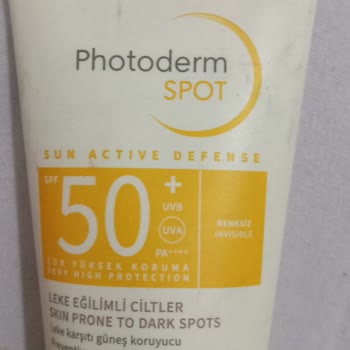 Photoderm
SPOT
SUN ACTIVE DEFENSE
SPF 50+
UVB
UVA
PA++++
RENKSİZ
INVISIBLE
ÇOK YÜKSEK KORUMA
VERY HIGH PROTECTION
LEKE EĞİLİMLİ CİLTLER
SKIN PRONE TO DARK SPOTS
Leke karşıtı güneş koruyucu